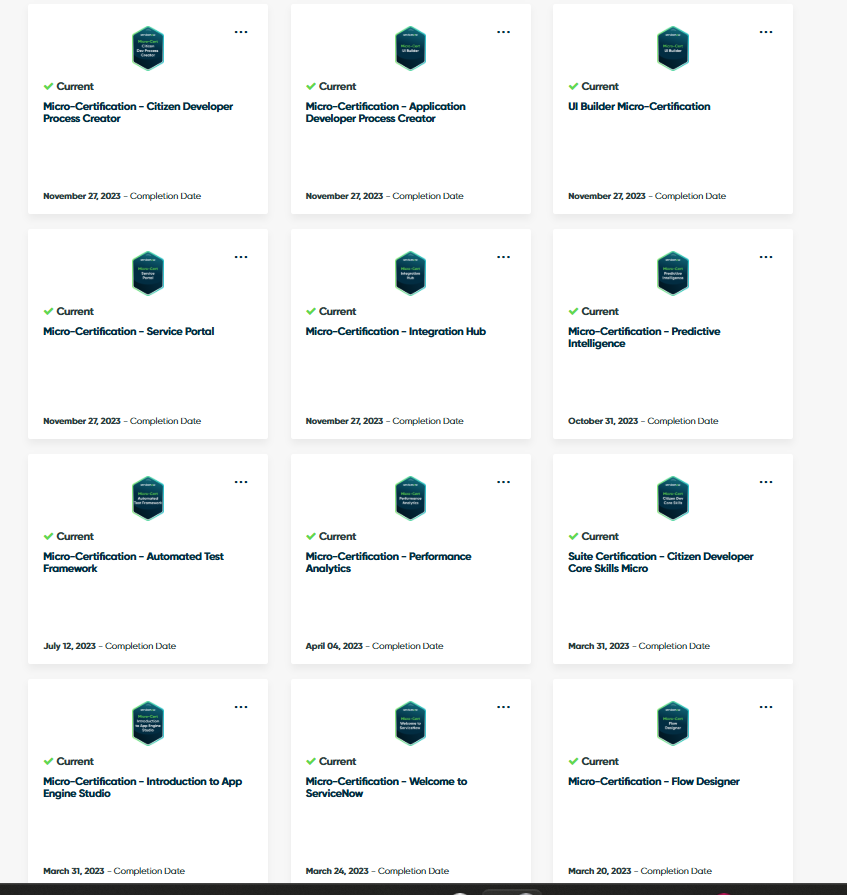 Micro-Cert
Citizen
Dev Process
Creator
...
Current
Micro-Certification - Citizen Developer
Process Creator
November 27, 2023 - Completion Date
Micro-Cert
UI Builder
...
Current
Micro-Certification - Application
Developer Process Creator
November 27, 2023 - Completion Date
Micro-Cert
UI Builder
...
Current
UI Builder Micro-Certification
November 27, 2023 - Completion Date
Micro-Cert
Service
Portal
...
Current
Micro-Certification - Service Portal
November 27, 2023 - Completion Date
Micro-Cert
Integration
Hub
...
Current
Micro-Certification - Integration Hub
November 27, 2023 - Completion Date
Micro-Cert
Predictive
Intelligence
...
Current
Micro-Certification - Predictive
Intelligence
October 31, 2023 - Completion Date
Micro-Cert
Automated
Test Framework
...
Current
Micro-Certification - Automated Test
Framework
July 12, 2023 - Completion Date
Micro-Cert
Performance
Analytics
...
Current
Micro-Certification - Performance
Analytics
April 04, 2023 - Completion Date
Micro-Cert
Citizen Dev
Core Skills
...
Current
Suite Certification - Citizen Developer
Core Skills Micro
March 31, 2023 - Completion Date
Micro-Cert
Introduction
to App Engine
Studio
...
Current
Micro-Certification - Introduction to App
Engine Studio
March 31, 2023 - Completion Date
Micro-Cert
Welcome to
ServiceNow
...
Current
Micro-Certification - Welcome to
ServiceNow
March 24, 2023 - Completion Date
Micro-Cert
Flow
Designer
...
Current
Micro-Certification - Flow Designer
March 20, 2023 - Completion Date